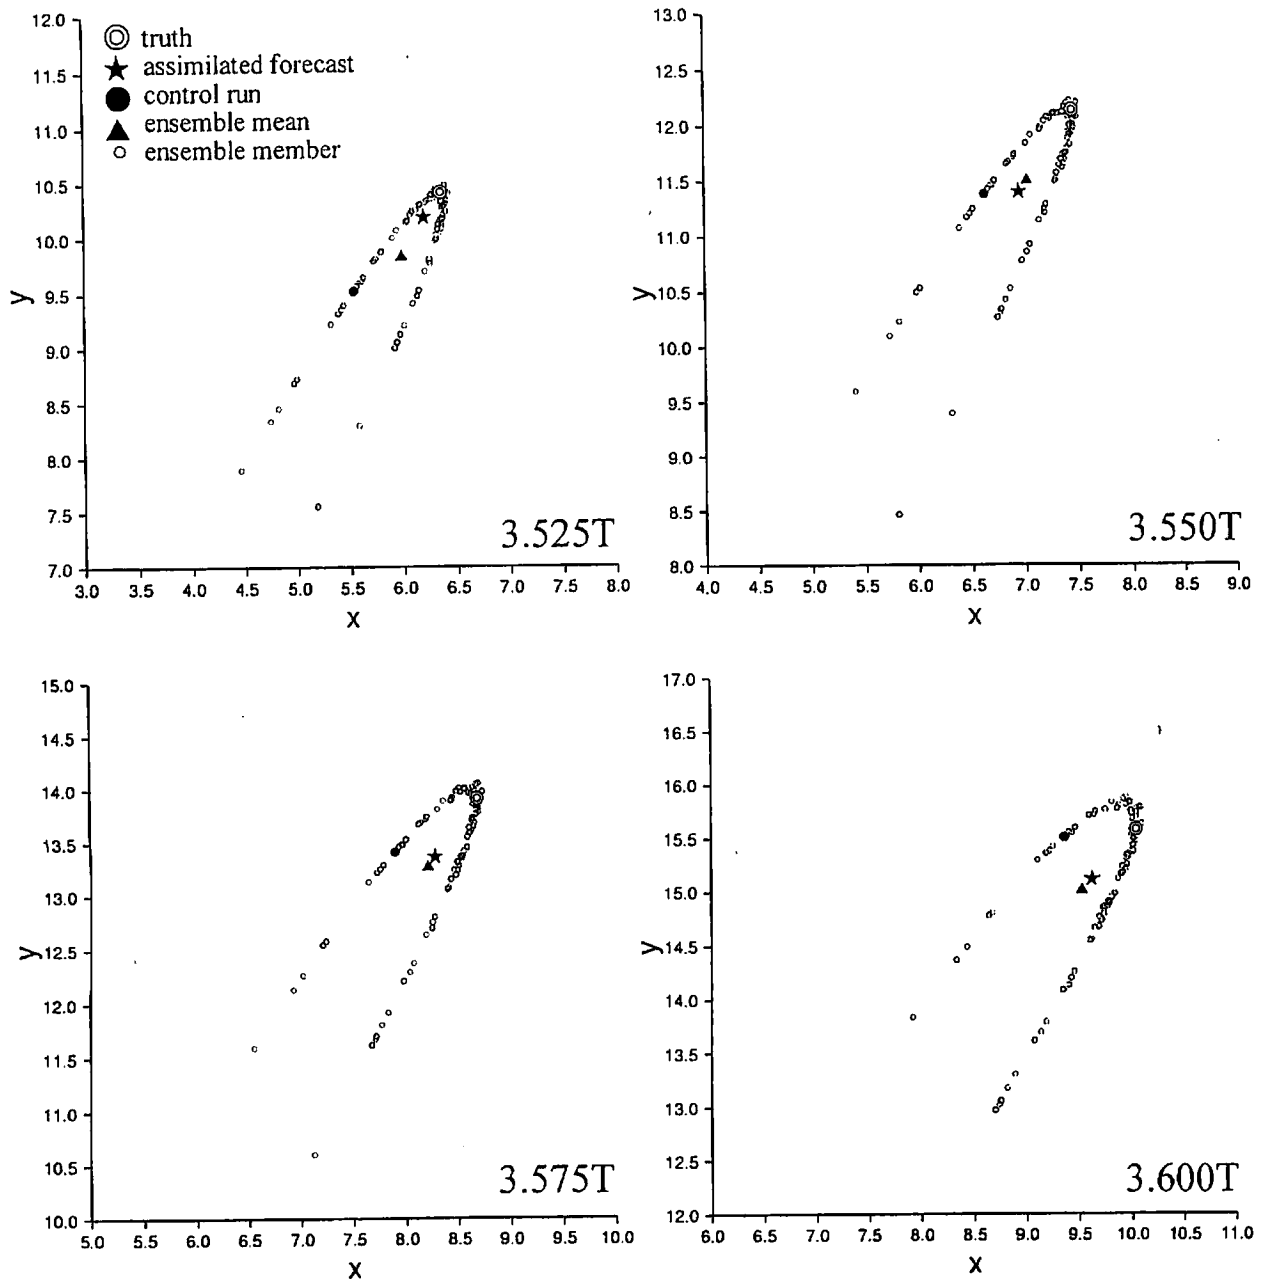 12.0
11.5
11.0
10.5
10.0
9.5
9.0
8.5
8.0
7.5
7.0
y
truth
assimilated forecast
control run
ensemble mean
ensemble member
3.525T
3.0 3.5 4.0 4.5 5.0 5.5 6.0 6.5 7.0 7.5 8.0
x
13.0
12.5
12.0
11.5
11.0
10.5
10.0
9.5
9.0
8.5
8.0
y
3.550T
4.0 4.5 5.0 5.5 6.0 6.5 7.0 7.5 8.0 8.5 9.0
x
15.0
14.5
14.0
13.5
13.0
12.5
12.0
11.5
11.0
10.5
10.0
y
3.575T
5.0 5.5 6.0 6.5 7.0 7.5 8.0 8.5 9.0 9.5 10.0
x
17.0
16.5
16.0
15.5
15.0
14.5
14.0
13.5
13.0
12.5
12.0
y
3.600T
6.0 6.5 7.0 7.5 8.0 8.5 9.0 9.5 10.0 10.5 11.0
x